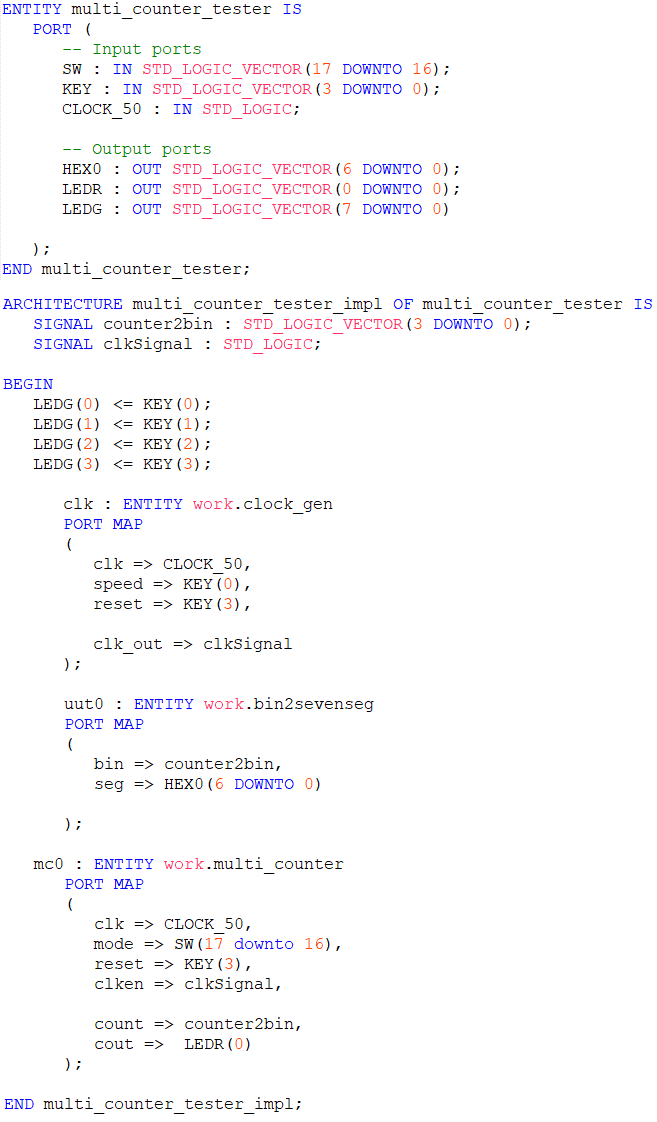 ENTITY multi_counter_tester IS
PORT (
-- Input ports
SW : IN STD_LOGIC_VECTOR(17 DOWNTO 16);
KEY : IN STD_LOGIC_VECTOR(3 DOWNTO 0);
CLOCK_50 : IN STD_LOGIC;
-- Output ports
HEX0 : OUT STD_LOGIC_VECTOR(6 DOWNTO 0);
LEDR : OUT STD_LOGIC_VECTOR(0 DOWNTO 0);
LEDG : OUT STD_LOGIC_VECTOR(7 DOWNTO 0)
);
END multi_counter_tester;
ARCHITECTURE multi_counter_tester_impl OF multi_counter_tester IS
SIGNAL counter2bin : STD_LOGIC_VECTOR(3 DOWNTO 0);
SIGNAL clkSignal : STD_LOGIC;
BEGIN
LEDG(0) <= KEY(0);
LEDG(1) <= KEY(1);
LEDG(2) <= KEY(2);
LEDG(3) <= KEY(3);
clk : ENTITY work.clock_gen
PORT MAP
(
clk => CLOCK_50,
speed => KEY(0),
reset => KEY(3),
clk_out => clkSignal
);
uut0 : ENTITY work.bin2sevenseg
PORT MAP
(
bin => counter2bin,
seg => HEX0(6 DOWNTO 0)
);
mc0 : ENTITY work.multi_counter
PORT MAP
(
clk => CLOCK_50,
mode => SW(17 downto 16),
reset => KEY(3),
clken => clkSignal,
count => counter2bin,
cout =>  LEDR(0)
);
END multi_counter_tester_impl;